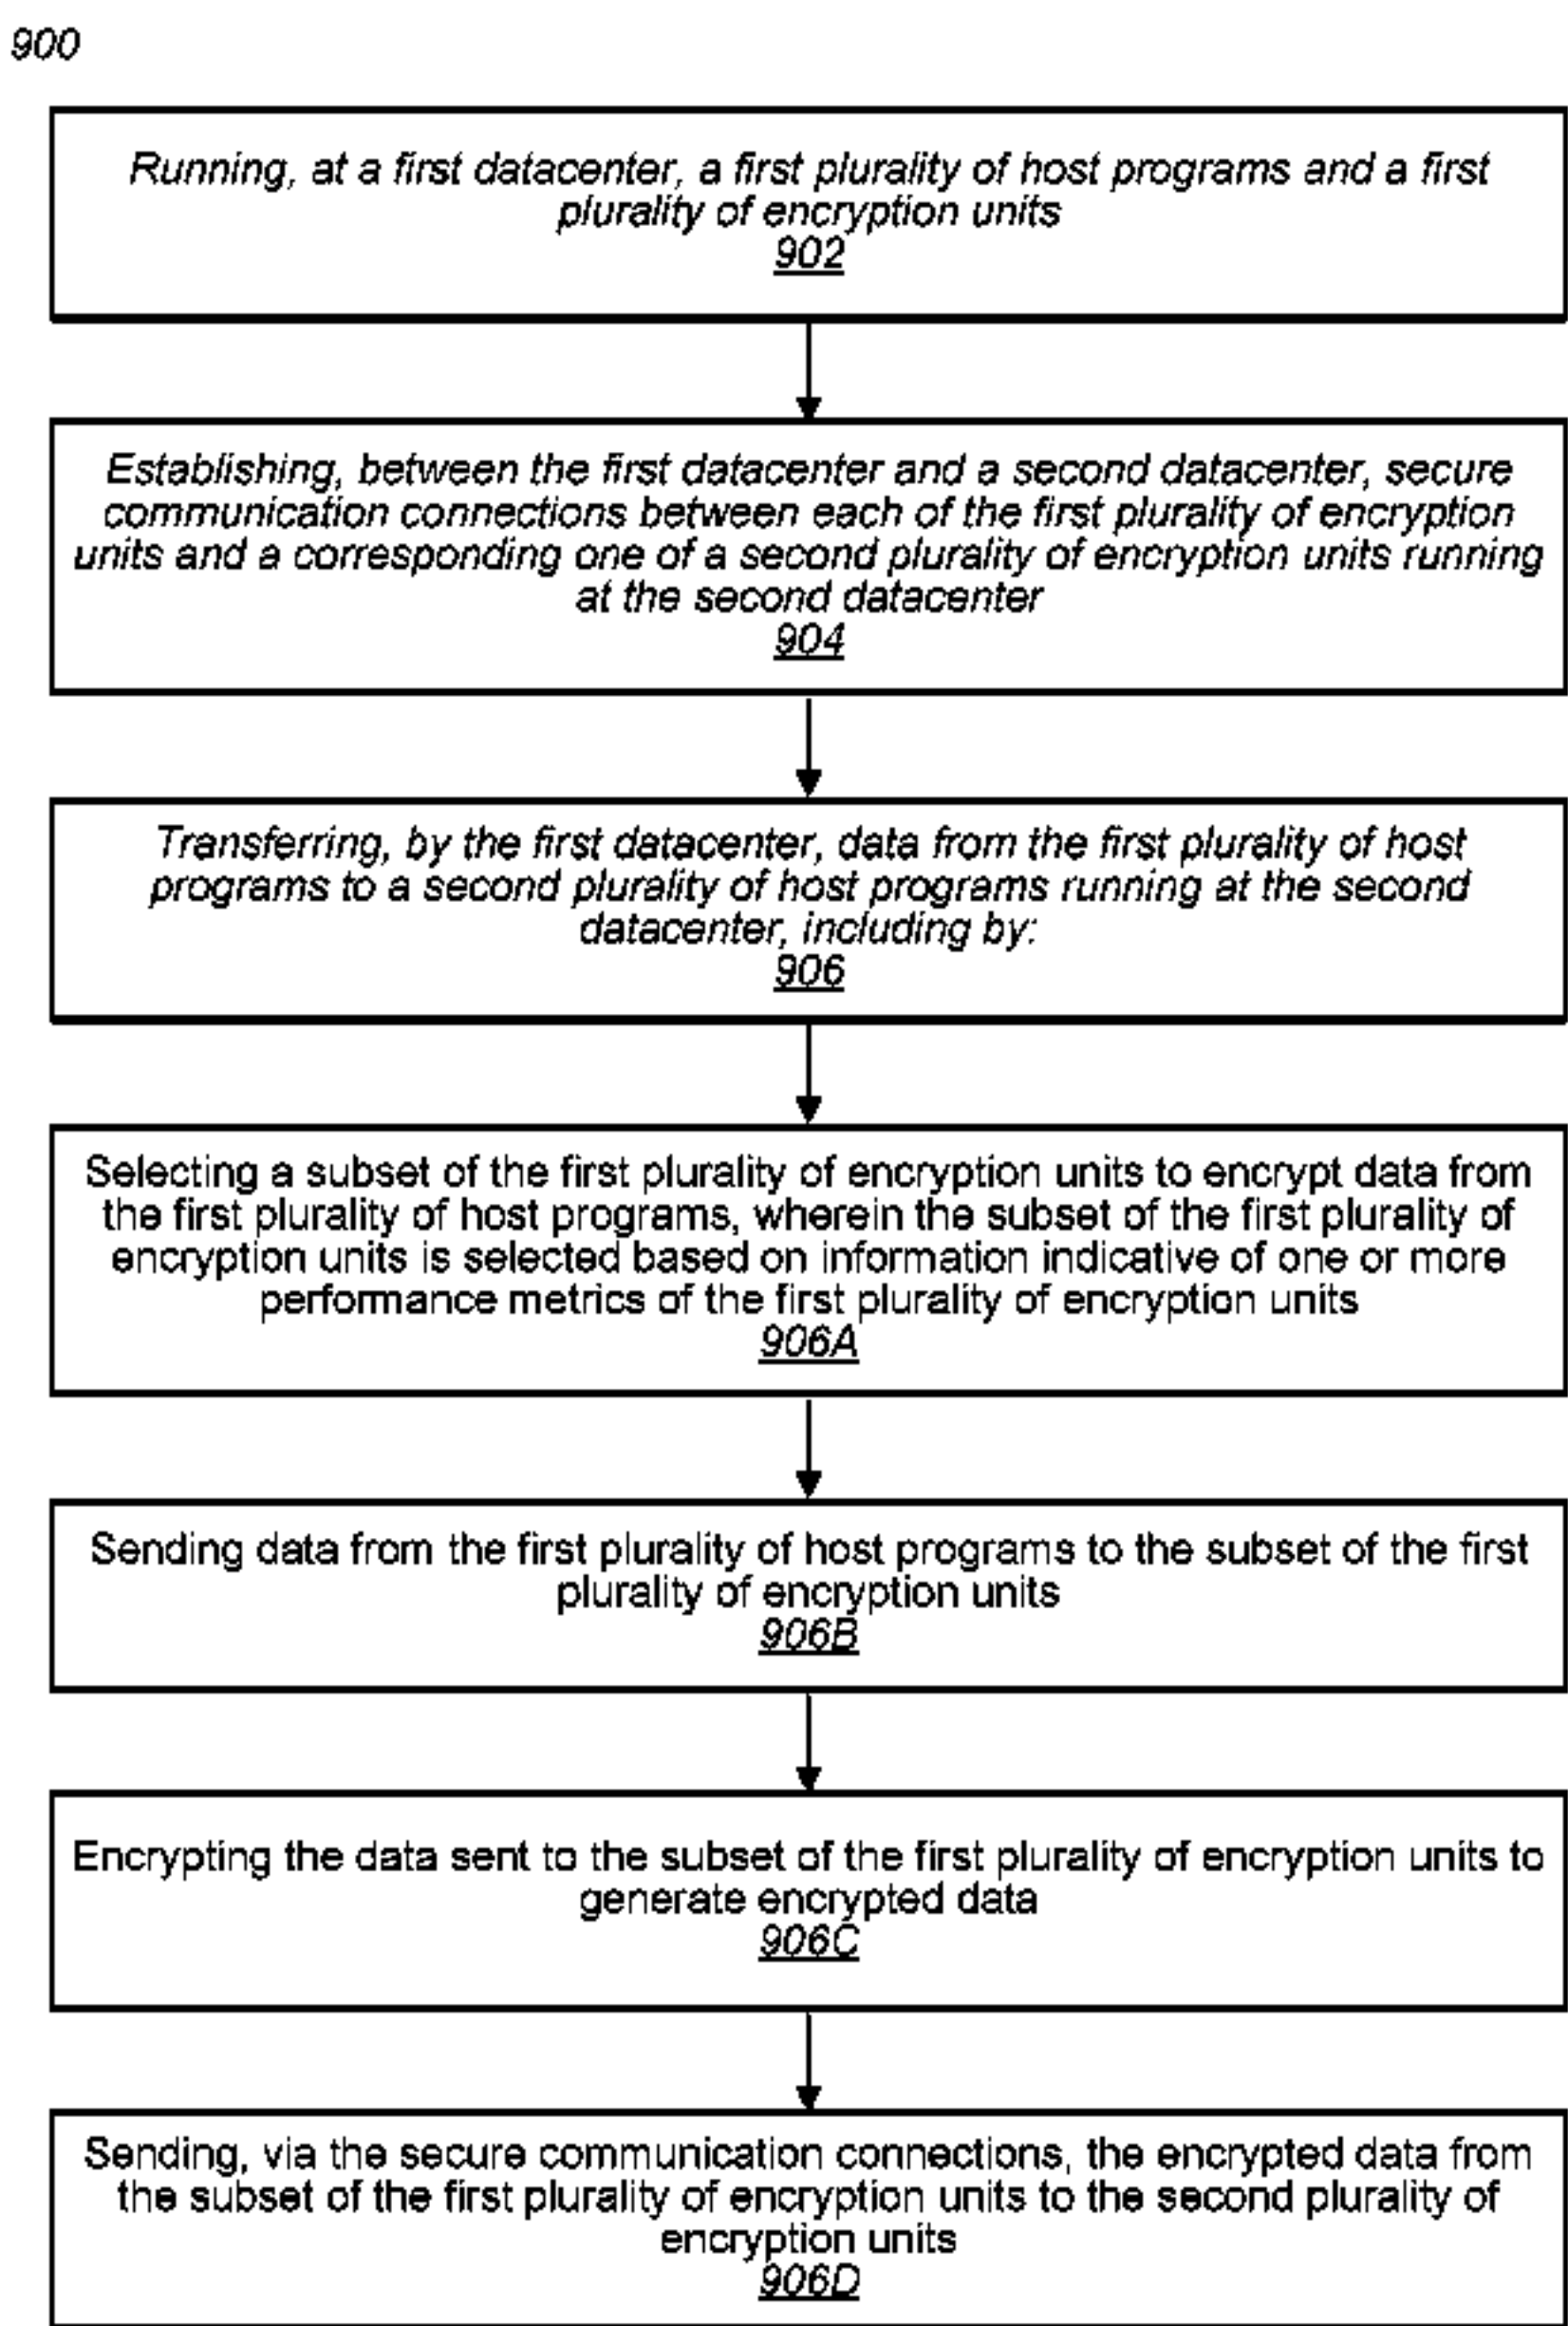 900
Running, at a first datacenter, a first plurality of host programs and a first
plurality of encryption units
902
Establishing, between the first datacenter and a second datacenter, secure
communication connections between each of the first plurality of encryption
units and a corresponding one of a second plurality of encryption units running
at the second datacenter
904
Transferring, by the first datacenter, data from the first plurality of host
programs to a second plurality of host programs running at the second
datacenter, including by:
906
Selecting a subset of the first plurality of encryption units to encrypt data from
the first plurality of host programs, wherein the subset of the first plurality of
encryption units is selected based on information indicative of one or more
performance metrics of the first plurality of encryption units
906A
Sending data from the first plurality of host programs to the subset of the first
plurality of encryption units
906B
Encrypting the data sent to the subset of the first plurality of encryption units to
generate encrypted data
906C
Sending, via the secure communication connections, the encrypted data from
the subset of the first plurality of encryption units to the second plurality of
encryption units
906D